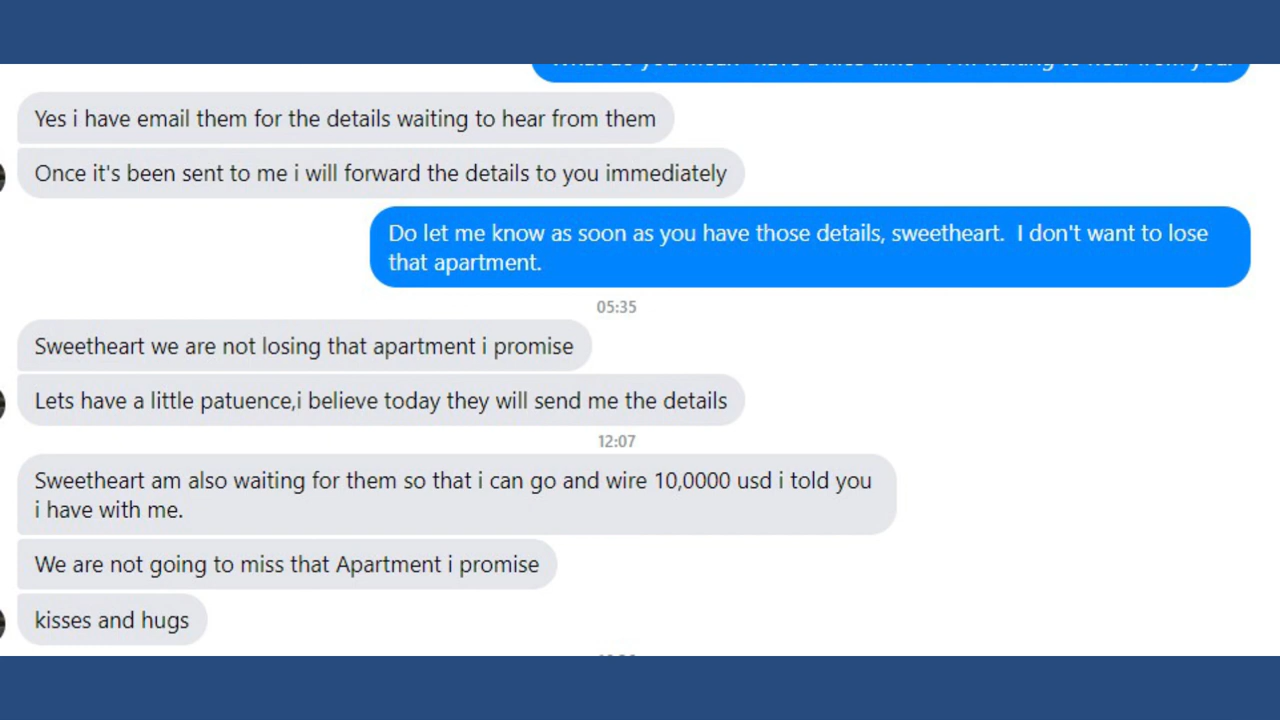 Yes i have email them for the details waiting to hear from them
Once it's been sent to me i will forward the details to you immediately
Do let me know as soon as you have those details, sweetheart.  I don't want to lose
that apartment.
05:35
Sweetheart we are not losing that apartment i promise
Lets have a little patuence,i believe today they will send me the details
12:07
Sweetheart am also waiting for them so that i can go and wire 10,0000 usd i told you
i have with me.
We are not going to miss that Apartment i promise
kisses and hugs